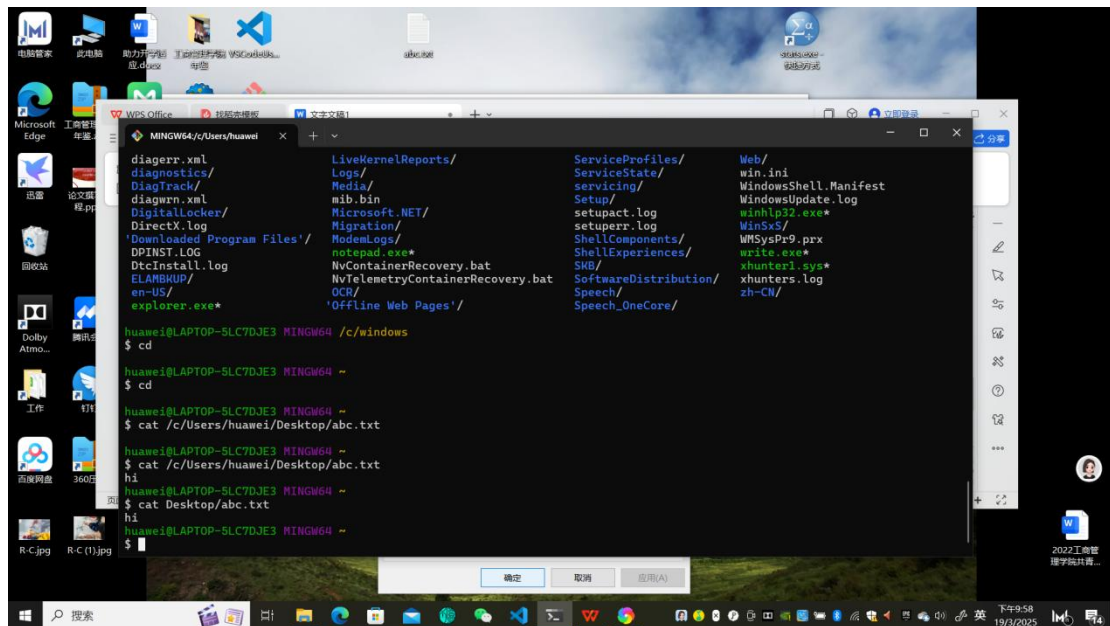 电脑管家
此电脑
VSCodeUs...
abc.txt
快捷方式
Microsoft Edge
WPS Office
找稻壳模板
文字文稿1
立即登录
分享
MINGW64:/c/Users/huawei
diagerr.xml LiveKernelReports/ ServiceProfiles/ Web/
diagnostics/ Logs/ ServiceState/ win.ini
DiagTrack/ Media/ servicing/ WindowsShell.Manifest
diagwrn.xml mib.bin Setup/ WindowsUpdate.log
DigitalLocker/ Microsoft.NET/ setupact.log winhlp32.exe*
DirectX.log Migration/ setuperr.log WinSxS/
'Downloaded Program Files'/ ModemLogs/ ShellComponents/ WMSysPr9.prx
DPINST.LOG notepad.exe* ShellExperiences/ write.exe*
DtcInstall.log NvContainerRecovery.bat SKB/ xhunter1.sys*
ELAMBKUP/ NvTelemetryContainerRecovery.bat SoftwareDistribution/ xhunters.log
en-US/ OCR/ Speech/ zh-CN/
explorer.exe* 'Offline Web Pages'/ Speech_OneCore/
huawei@LAPTOP-5LC7DJE3 MINGW64 /c/windows
$ cd
huawei@LAPTOP-5LC7DJE3 MINGW64 ~
$ cd
huawei@LAPTOP-5LC7DJE3 MINGW64 ~
$ cat /c/Users/huawei/Desktop/abc.txt
huawei@LAPTOP-5LC7DJE3 MINGW64 ~
$ cat /c/Users/huawei/Desktop/abc.txt
hi
huawei@LAPTOP-5LC7DJE3 MINGW64 ~
$ cat Desktop/abc.txt
hi
huawei@LAPTOP-5LC7DJE3 MINGW64 ~
$
迅雷
回收站
Dolby
Atmo...
工作
百度网盘
R-C.jpg
R-C (1).jpg
2022工商管
理学院共青...
确定
取消
应用(A)
搜索
英
下午9:58
19/3/2025
14